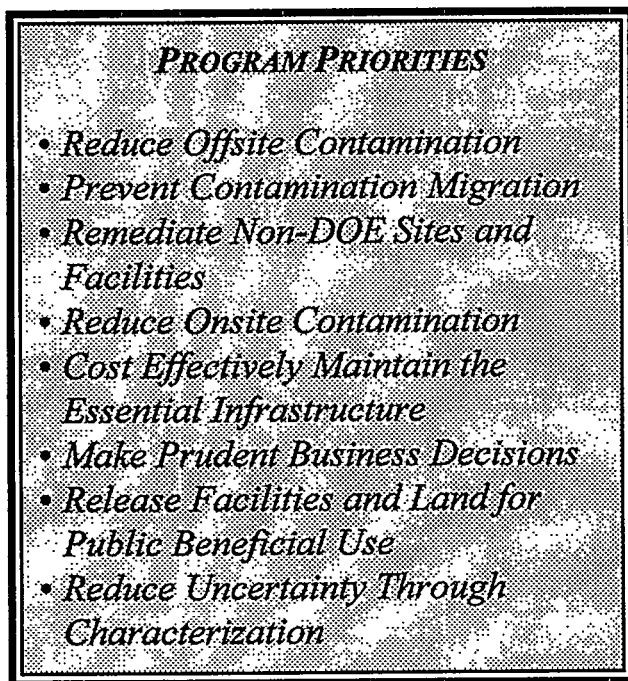 PROGRAM PRIORITIES
• Reduce Offsite Contamination
• Prevent Contamination Migration
• Remediate Non-DOE Sites and
Facilities
• Reduce Onsite Contamination
• Cost Effectively Maintain the
Essential Infrastructure
• Make Prudent Business Decisions
• Release Facilities and Land for
Public Beneficial Use
• Reduce Uncertainty Through
Characterization